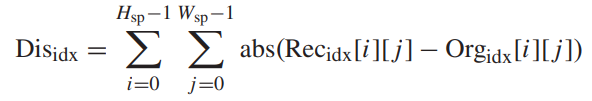 Dis_idx = \sum_{i=0}^{H_sp−1} \sum_{j=0}^{W_sp−1} abs(Rec_idx[i][j] − Org_idx[i][j])